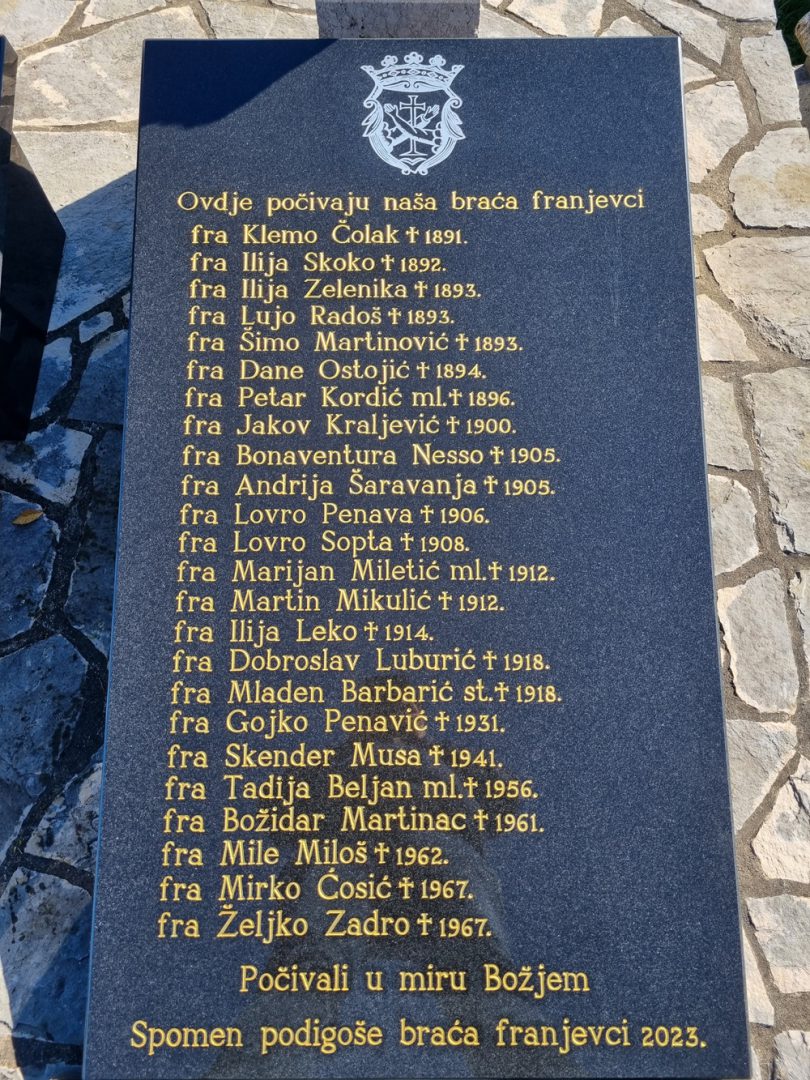 Ovdje počivaju naša braća franjevci
fra Klemo Čolak † 1891.
fra Ilija Skoko † 1892.
fra Ilija Zelenika † 1893.
fra Lujo Radoš † 1893.
fra Šimo Martinović † 1893.
fra Dane Ostojić † 1894.
fra Petar Kordić ml.† 1896.
fra Jakov Kraljević † 1900.
fra Bonaventura Nesso † 1905.
fra Andrija Šaravanja † 1905.
fra Lovro Penava † 1906.
fra Lovro Sopta † 1908.
fra Marijan Miletić ml.† 1912.
fra Martin Mikulić † 1912.
fra Ilija Leko † 1914.
fra Dobroslav Luburić † 1918.
fra Mladen Barbarić st.† 1918.
fra Gojko Penavić † 1931.
fra Skender Musa † 1941.
fra Tadija Beljan ml.† 1956.
fra Božidar Martinac † 1961.
fra Mile Miloš † 1962.
fra Mirko Ćosić † 1967.
fra Željko Zadro † 1967.
Počivali u miru Božjem
Spomen podigoše braća franjevci 2023.